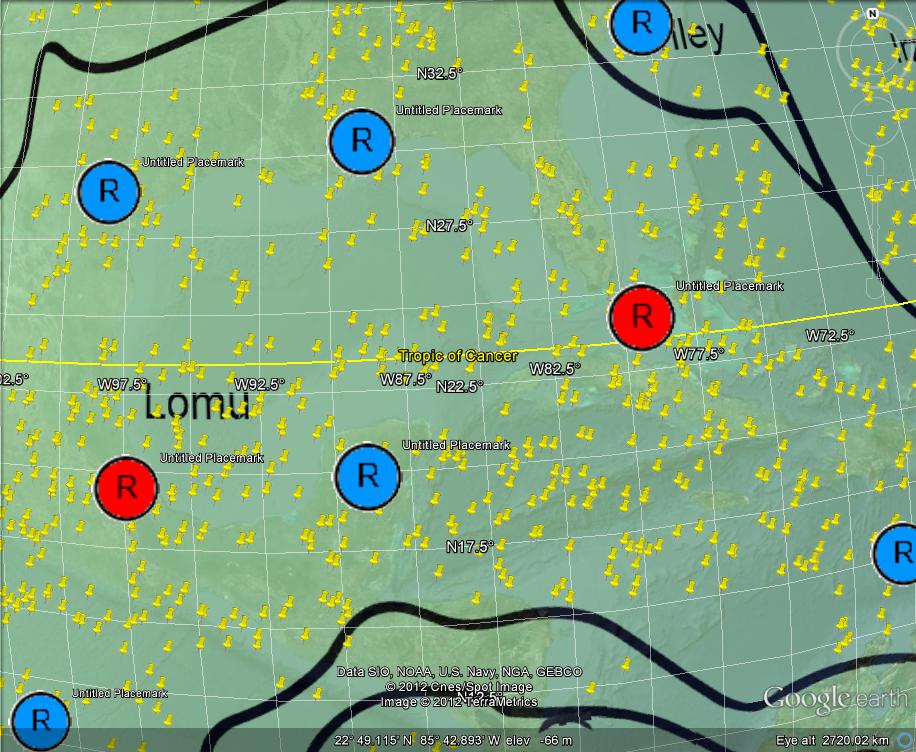 R
lley
N
N32.5°
Untitled Placemark
R
Untitled Placemark
R
N27.5°
Untitled Placemark
R
W72.5°
Tropic of Cancer
W77.5°
W82.5°
02.5°
W97.5°
W92.5°
W87.5°
N22.5°
Lomu
Untitled Placemark
R
Untitled Placemark
R
N17.5°
R
Data SIO, NOAA, U.S. Navy, NGA, GEBCO
© 2012 Cnes/Spot Image
Image © 2012 TerraMetrics
N12.5°
Untitled Placemark
R
Google earth
22° 49.115' N 85° 42.893' W elev -66 m
Eye alt 2720.02 km